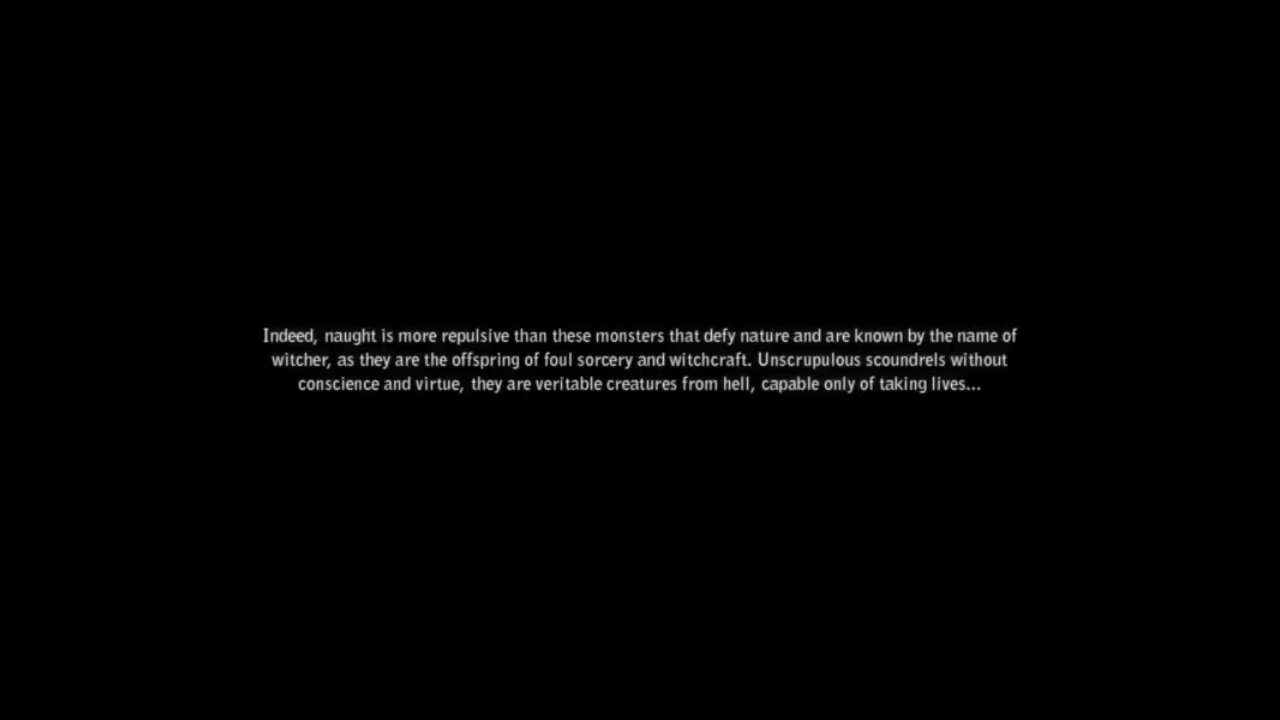 Indeed, naught is more repulsive than these monsters that defy nature and are known by the name of
witcher, as they are the offspring of foul sorcery and witchcraft. Unscrupulous scoundrels without
conscience and virtue, they are veritable creatures from hell, capable only of taking lives...